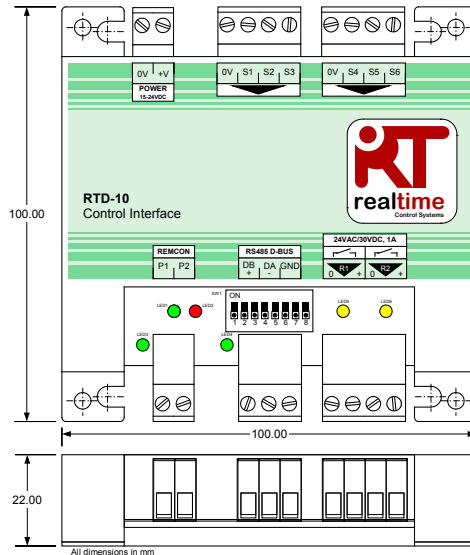 0V +V
POWER
15-24VDC
0V S1 S2 S3
0V S4 S5 S6
RT
realtime
Control Systems
RTD-10
Control Interface
100.00
REMCON
P1 P2
RS485 D-BUS
DB DA GND
+ -
24VAC/30VDC, 1A
R1 R2
0 + 0 +
SW1
ON
1 2 3 4 5 6 7 8
LED1
LED2
LED5
LED6
LED3
LED4
100.00
22.00
All dimensions in mm